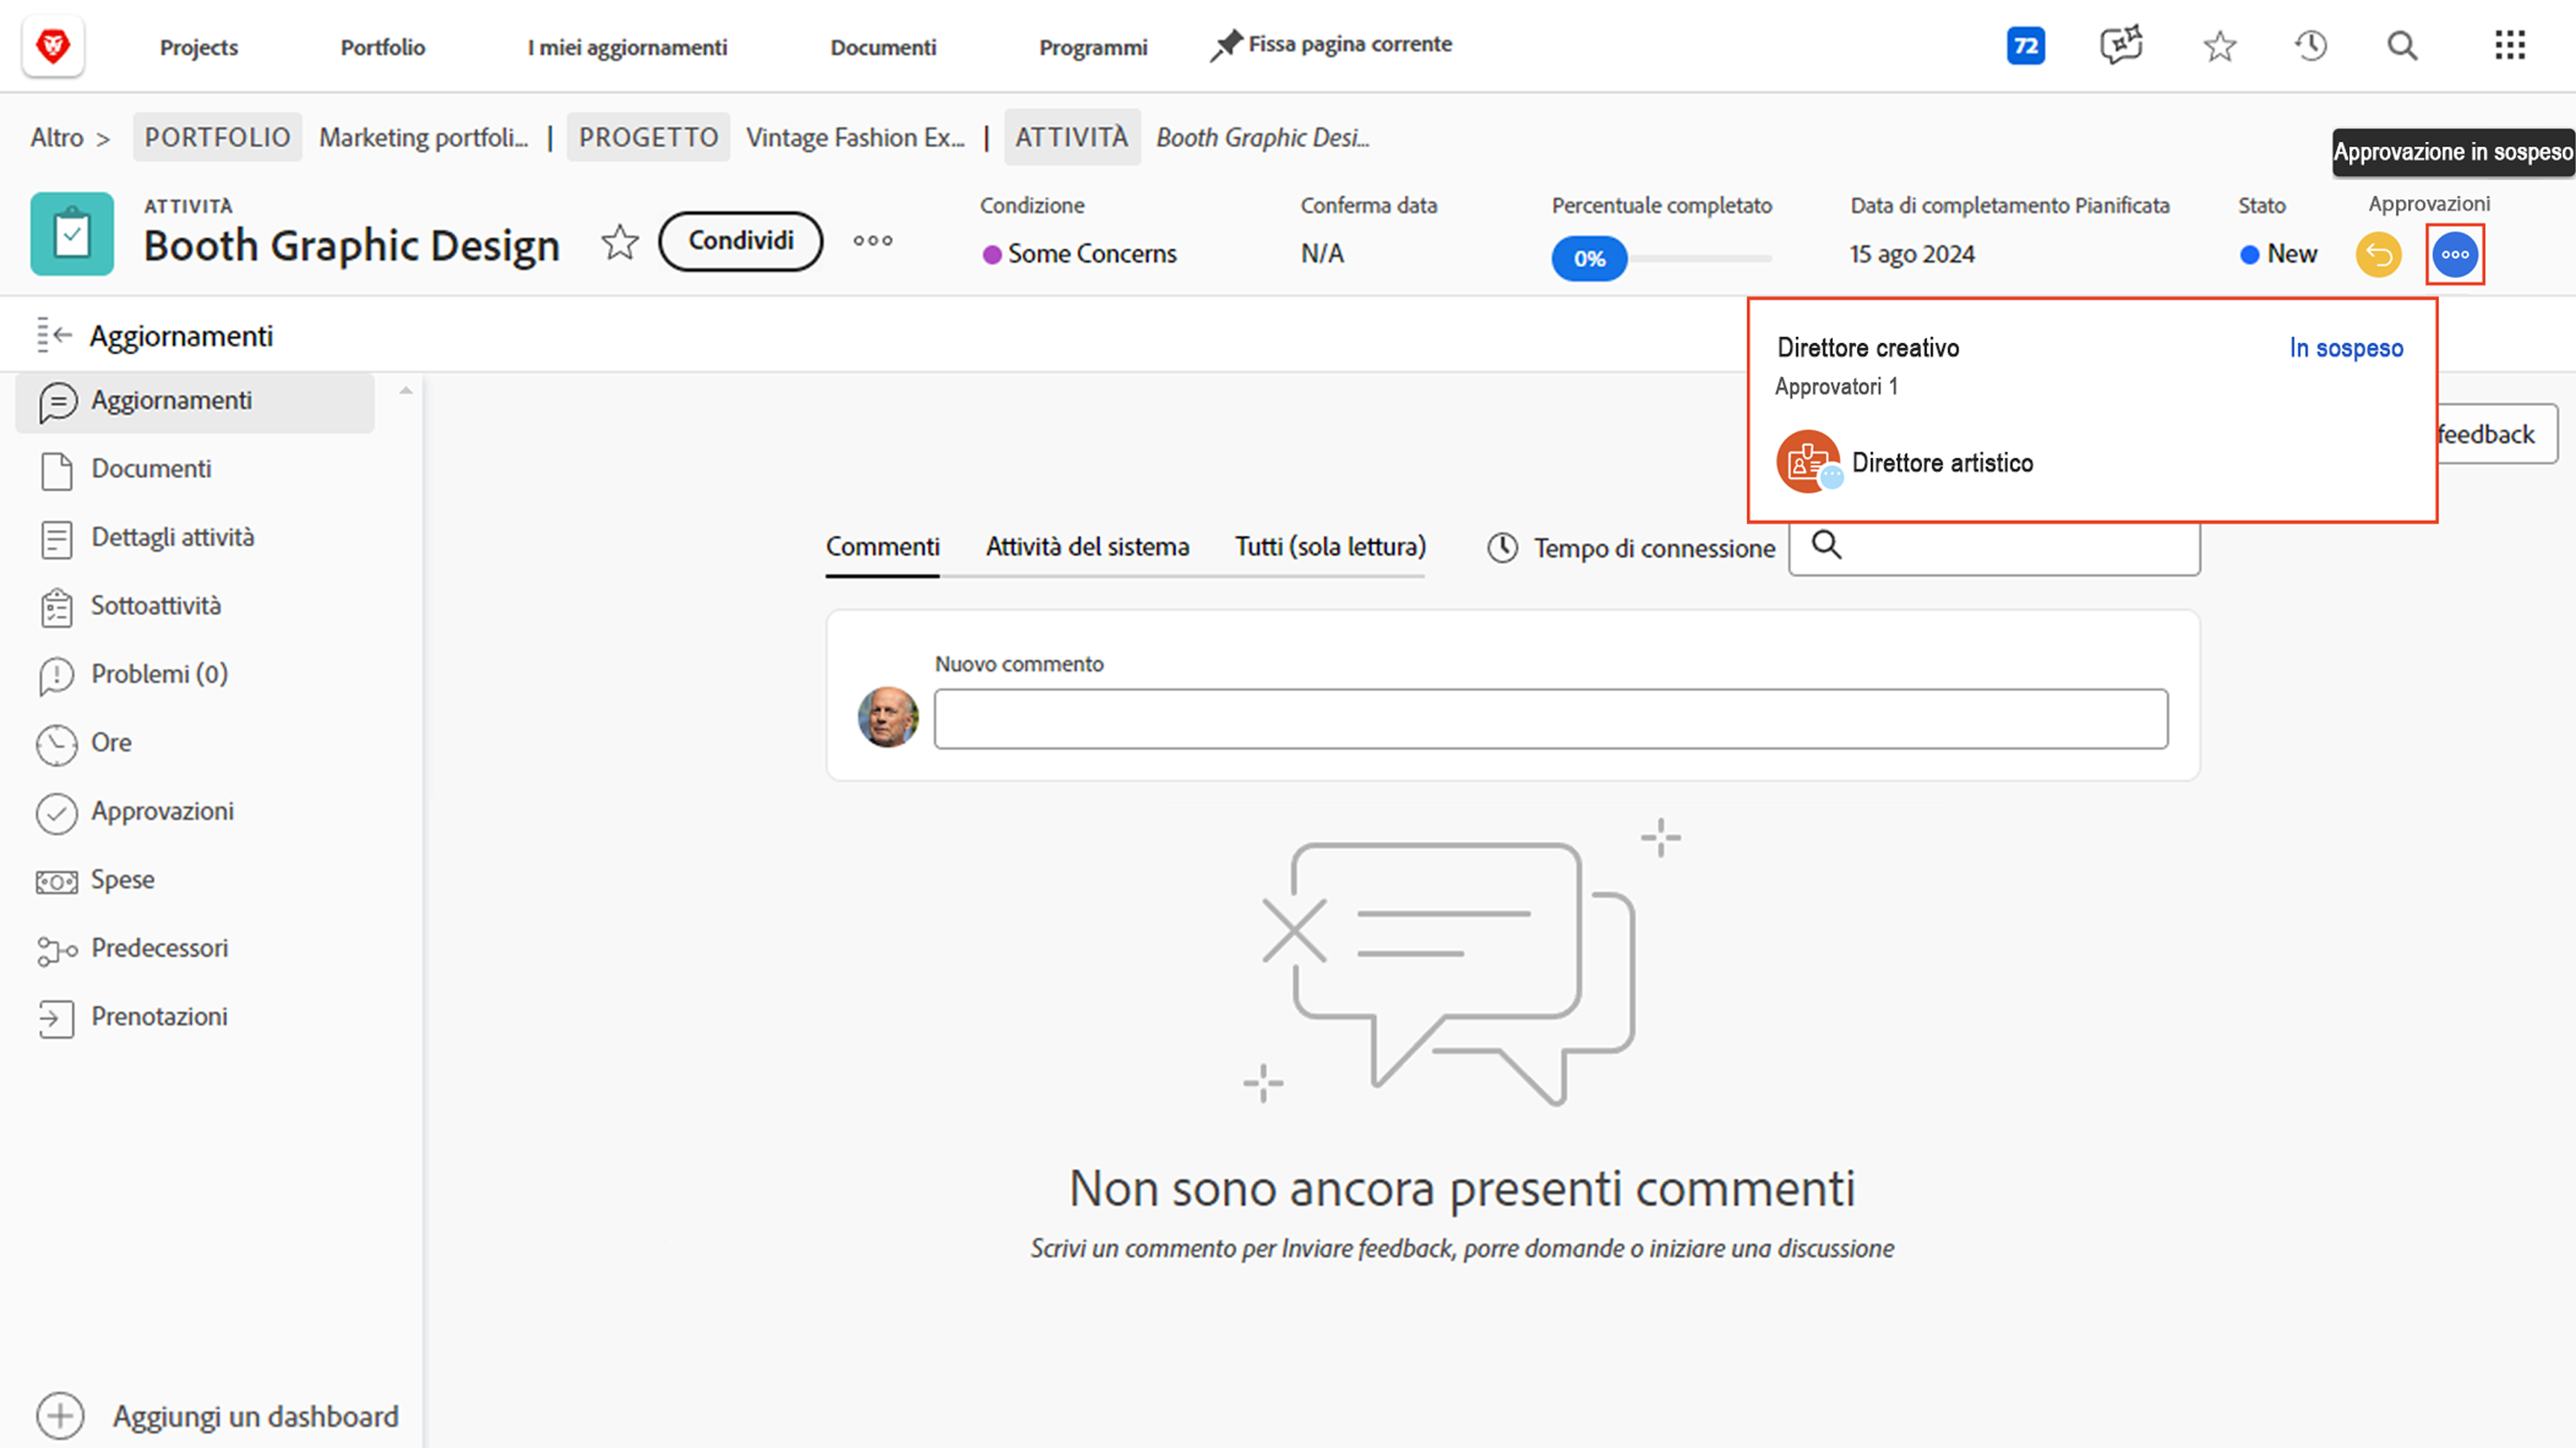 Projects Portfolio I miei aggiornamenti Documenti Programmi Fissa pagina corrente 72
Altro > PORTFOLIO Marketing portfoli... | PROGETTO Vintage Fashion Ex... | ATTIVITÀ Booth Graphic Desi...
Approvazione in sospeso
ATTIVITÀ
Booth Graphic Design
Condividi
Condizione
Some Concerns
Conferma data
N/A
Percentuale completato
0%
Data di completamento Pianificata
15 ago 2024
Stato
New
Approvazioni
Aggiornamenti
Direttore creativo In sospeso
Approvatori 1
Direttore artistico
feedback
Aggiornamenti
Documenti
Dettagli attività
Sottoattività
Problemi (0)
Ore
Approvazioni
Spese
Predecessori
Prenotazioni
Aggiungi un dashboard
Commenti Attività del sistema Tutti (sola lettura) Tempo di connessione
Nuovo commento
Non sono ancora presenti commenti
Scrivi un commento per Inviare feedback, porre domande o iniziare una discussione